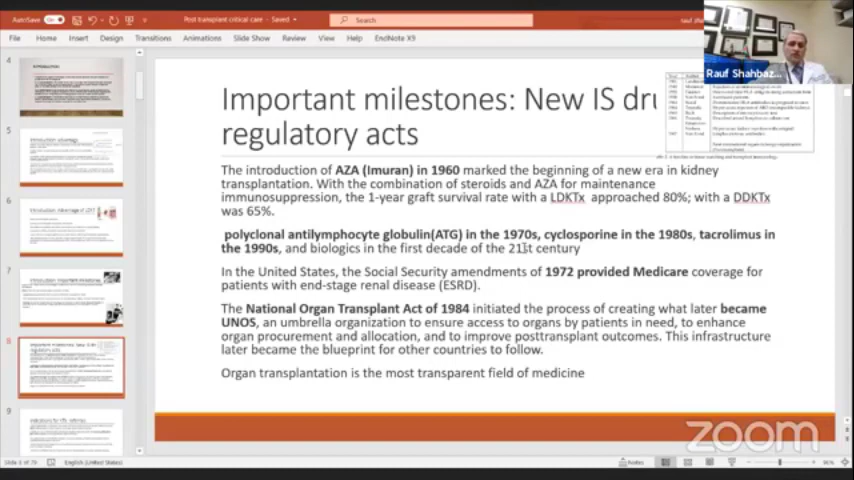 AutoSave
On
Post transplant critical care - Saved
Search
File Home Insert Design Transitions Animations Slide Show Review View Help EndNote X9
Rauf Shahbaz...
4
5
6
7
8
9
Important milestones: New IS dru
regulatory acts
The introduction of AZA (Imuran) in 1960 marked the beginning of a new era in kidney
transplantation. With the combination of steroids and AZA for maintenance
immunosuppression, the 1-year graft survival rate with a LDKTx approached 80%; with a DDKTx
was 65%.
polyclonal antilymphocyte globulin(ATG) in the 1970s, cyclosporine in the 1980s, tacrolimus in
the 1990s, and biologics in the first decade of the 21st century
In the United States, the Social Security amendments of 1972 provided Medicare coverage for
patients with end-stage renal disease (ESRD).
The National Organ Transplant Act of 1984 initiated the process of creating what later became
UNOS, an umbrella organization to ensure access to organs by patients in need, to enhance
organ procurement and allocation, and to improve posttransplant outcomes. This infrastructure
later became the blueprint for other countries to follow.
Organ transplantation is the most transparent field of medicine
zoom
English (United States)
Notes